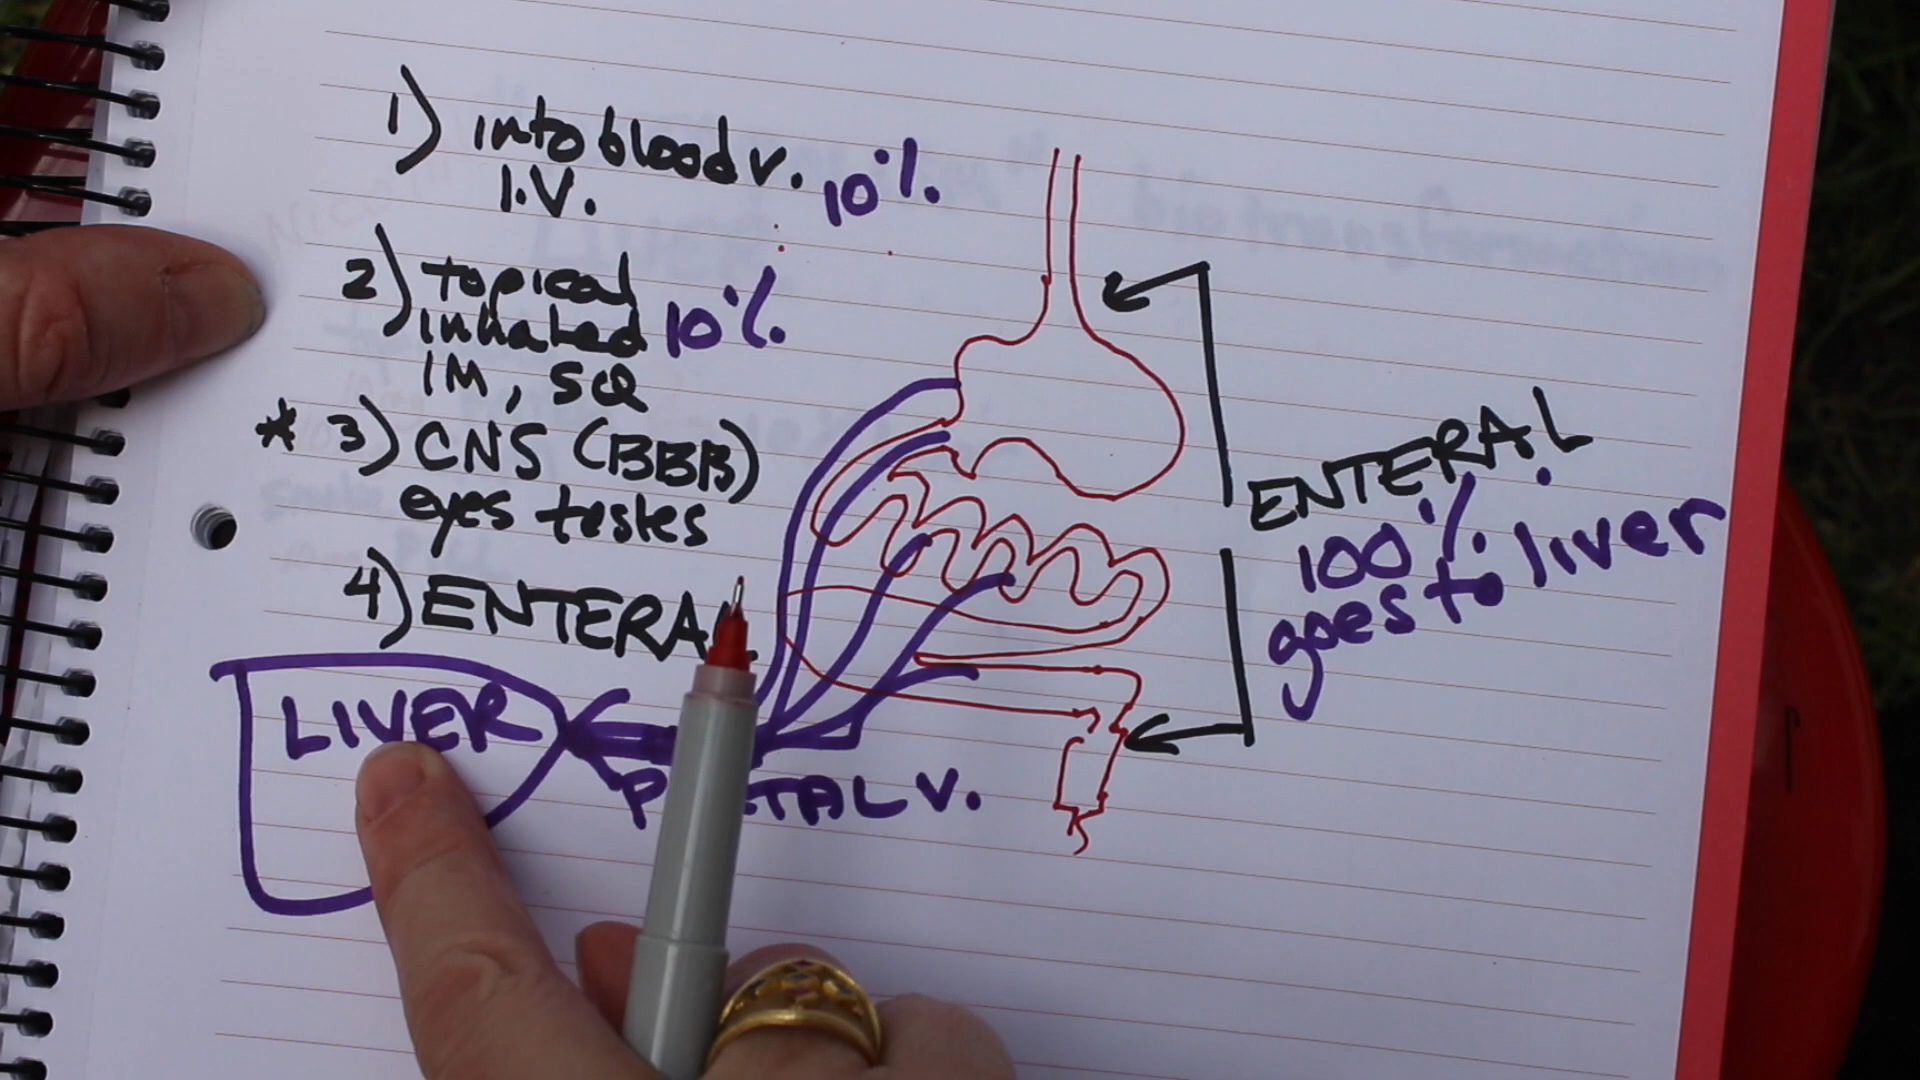 1) into blood v. 10%
I.V.
2) topical
inhaled 10%
IM, SQ
* 3) CNS (BBB)
eyes testes
4) ENTERAL
LIVER
PORTAL V.
ENTERAL
100%
goes to liver